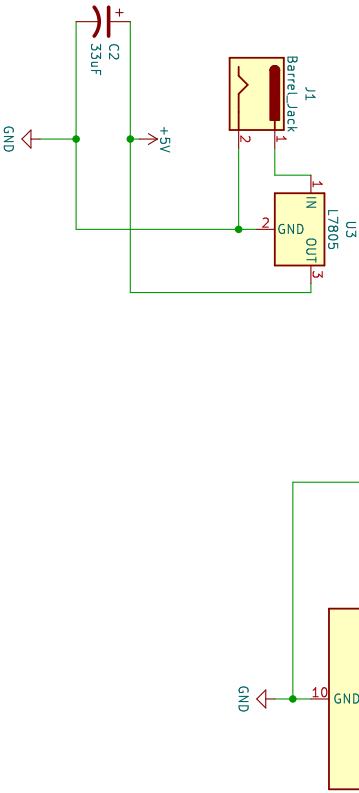 +
C2
33uF
GND
+5V
J1
Barrel_Jack
2
1
1
IN
U3
L7805
2
GND
OUT
3
GND
10
GND